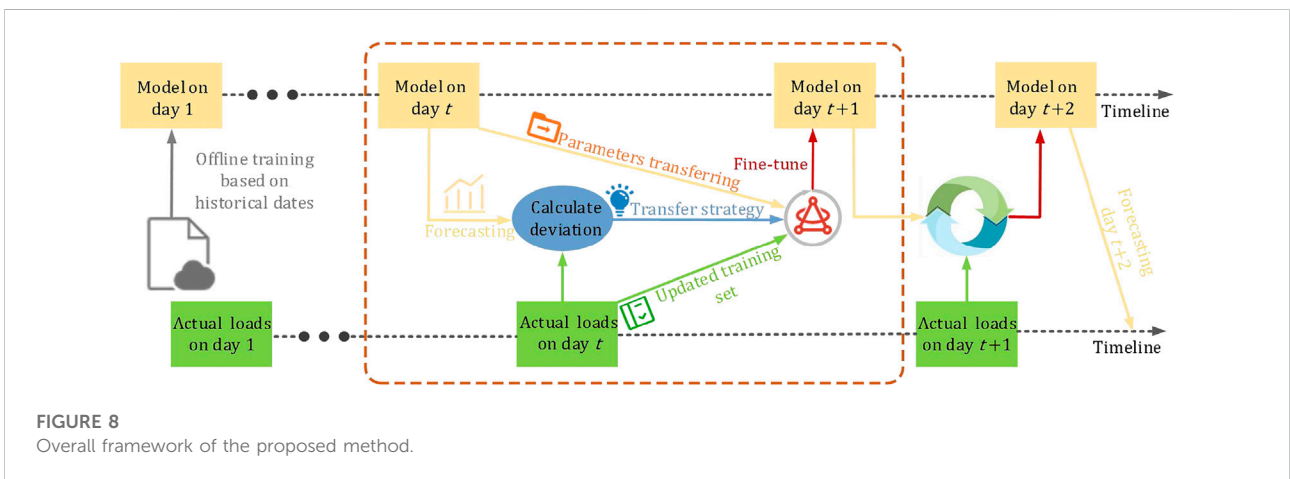 Model on
day 1
Model on
day t
Model on
day t+1
Model on
day t+2
Timeline
Offline training
based on
historical dates
Parameters transferring
Fine-tune
Forecasting
Calculate
deviation
Transfer strategy
Forecasting
day t+2
Updated training
set
Actual loads
on day 1
Actual loads
on day t
Actual loads
on day t+1
Timeline
FIGURE 8
Overall framework of the proposed method.